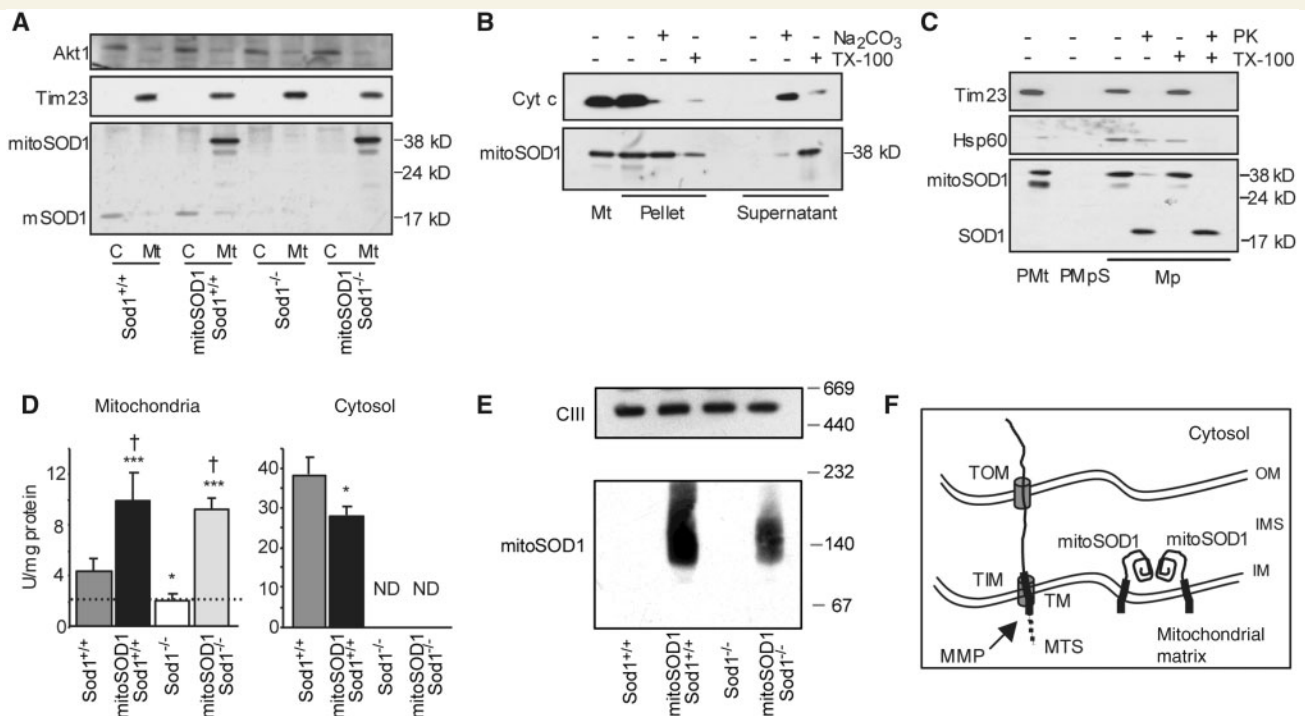 A
Akt1
Tim23
mitoSOD1
mSOD1
38 kD
24 kD
17 kD
C Mt C Mt C Mt C Mt
Sod1+/+
mitoSOD1
Sod1+/+
Sod1-/-
mitoSOD1
Sod1-/-
B
- - + - - + - Na2CO3
- - - + - - + TX-100
Cyt c
mitoSOD1
38 kD
Mt Pellet Supernatant
C
- - - + - + PK
- - - - + + TX-100
Tim23
Hsp60
mitoSOD1
SOD1
38 kD
24 kD
17 kD
PMt PMpS Mp
D
Mitochondria
U/mg protein
12
8
4
0
†
***
*
†
***
Sod1+/+
mitoSOD1
Sod1+/+
Sod1-/-
mitoSOD1
Sod1-/-
Cytosol
40
30
20
10
0
*
ND ND
Sod1+/+
mitoSOD1
Sod1+/+
Sod1-/-
mitoSOD1
Sod1-/-
E
CIII
669
440
232
mitoSOD1
140
67
Sod1+/+
mitoSOD1
Sod1+/+
Sod1-/-
mitoSOD1
Sod1-/-
F
Cytosol
TOM
OM
IMS
mitoSOD1 mitoSOD1
TIM
IM
TM
MMP
MTS
Mitochondrial
matrix